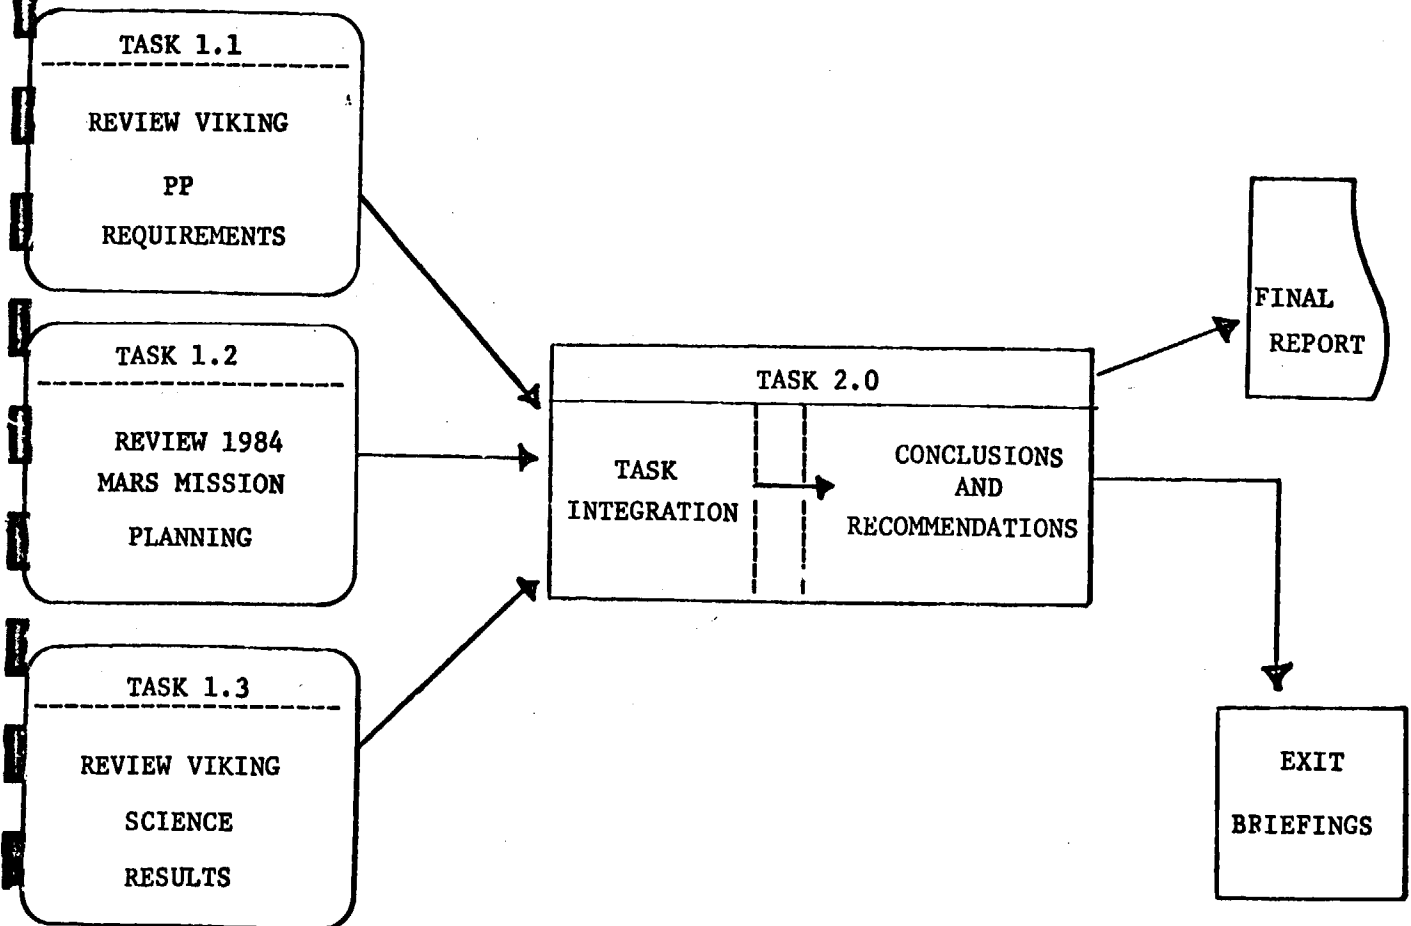 TASK 1.1
REVIEW VIKING
PP
REQUIREMENTS
TASK 1.2
REVIEW 1984
MARS MISSION
PLANNING
TASK 1.3
REVIEW VIKING
SCIENCE
RESULTS
TASK 2.0
TASK
INTEGRATION
CONCLUSIONS
AND
RECOMMENDATIONS
FINAL
REPORT
EXIT
BRIEFINGS